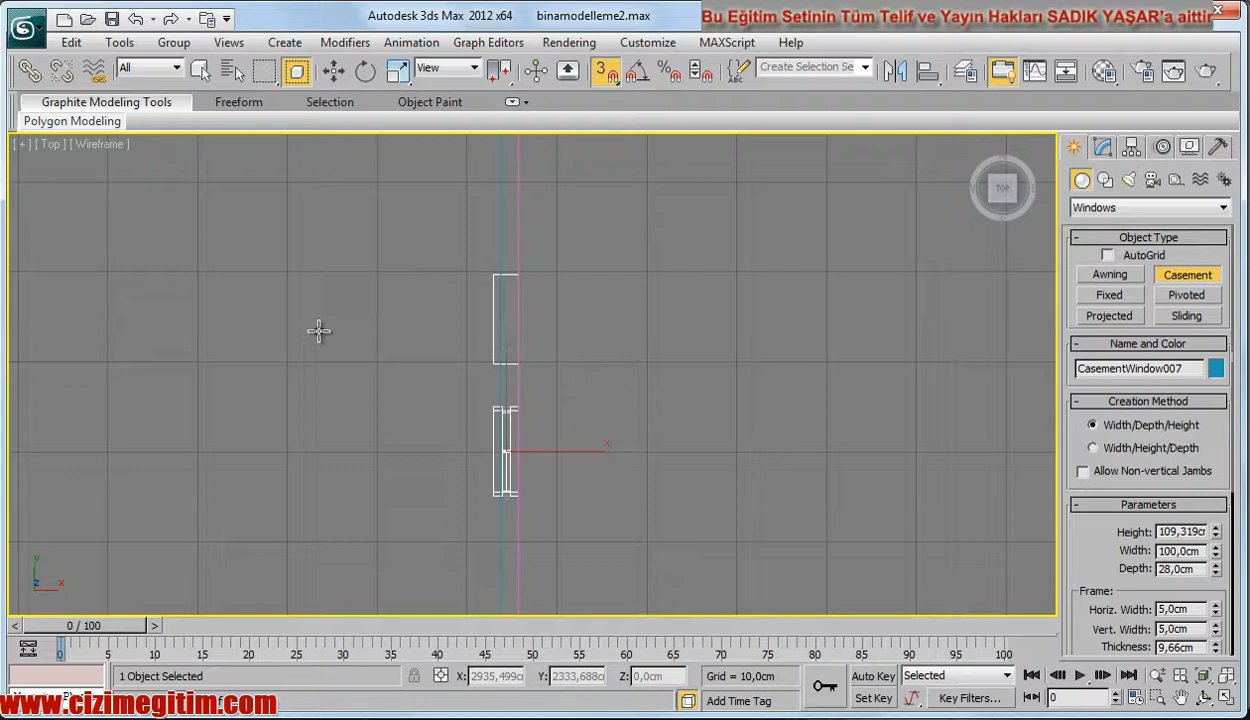 Autodesk 3ds Max 2012 x64 binamodelleme2.max
Bu Eğitim Setinin Tüm Telif ve Yayın Hakları SADIK YAŞAR'a aittir
Edit Tools Group Views Create Modifiers Animation Graph Editors Rendering Customize MAXScript Help
All View 3 Create Selection Se
Graphite Modeling Tools Freeform Selection Object Paint
Polygon Modeling
[ + ] [ Top ] [ Wireframe ]
TOP
Windows
- Object Type
AutoGrid
Awning Casement
Fixed Pivoted
Projected Sliding
- Name and Color
CasementWindow007
- Creation Method
Width/Depth/Height
Width/Height/Depth
Allow Non-vertical Jambs
- Parameters
Height: 109,319cr
Width: 100,0cm
Depth: 28,0cm
Frame:
Horiz. Width: 5,0cm
Vert. Width: 5,0cm
Thickness: 9,66cm
x
y
z x
< 0 / 100 >
0 5 10 15 20 25 30 35 40 45 50 55 60 65 70 75 80 85 90 95 100
1 Object Selected X: 2935,499c Y: 2333,688c Z: 0,0cm Grid = 10,0cm Auto Key Selected
Add Time Tag Set Key Key Filters... 0
www.cizimegitim.com